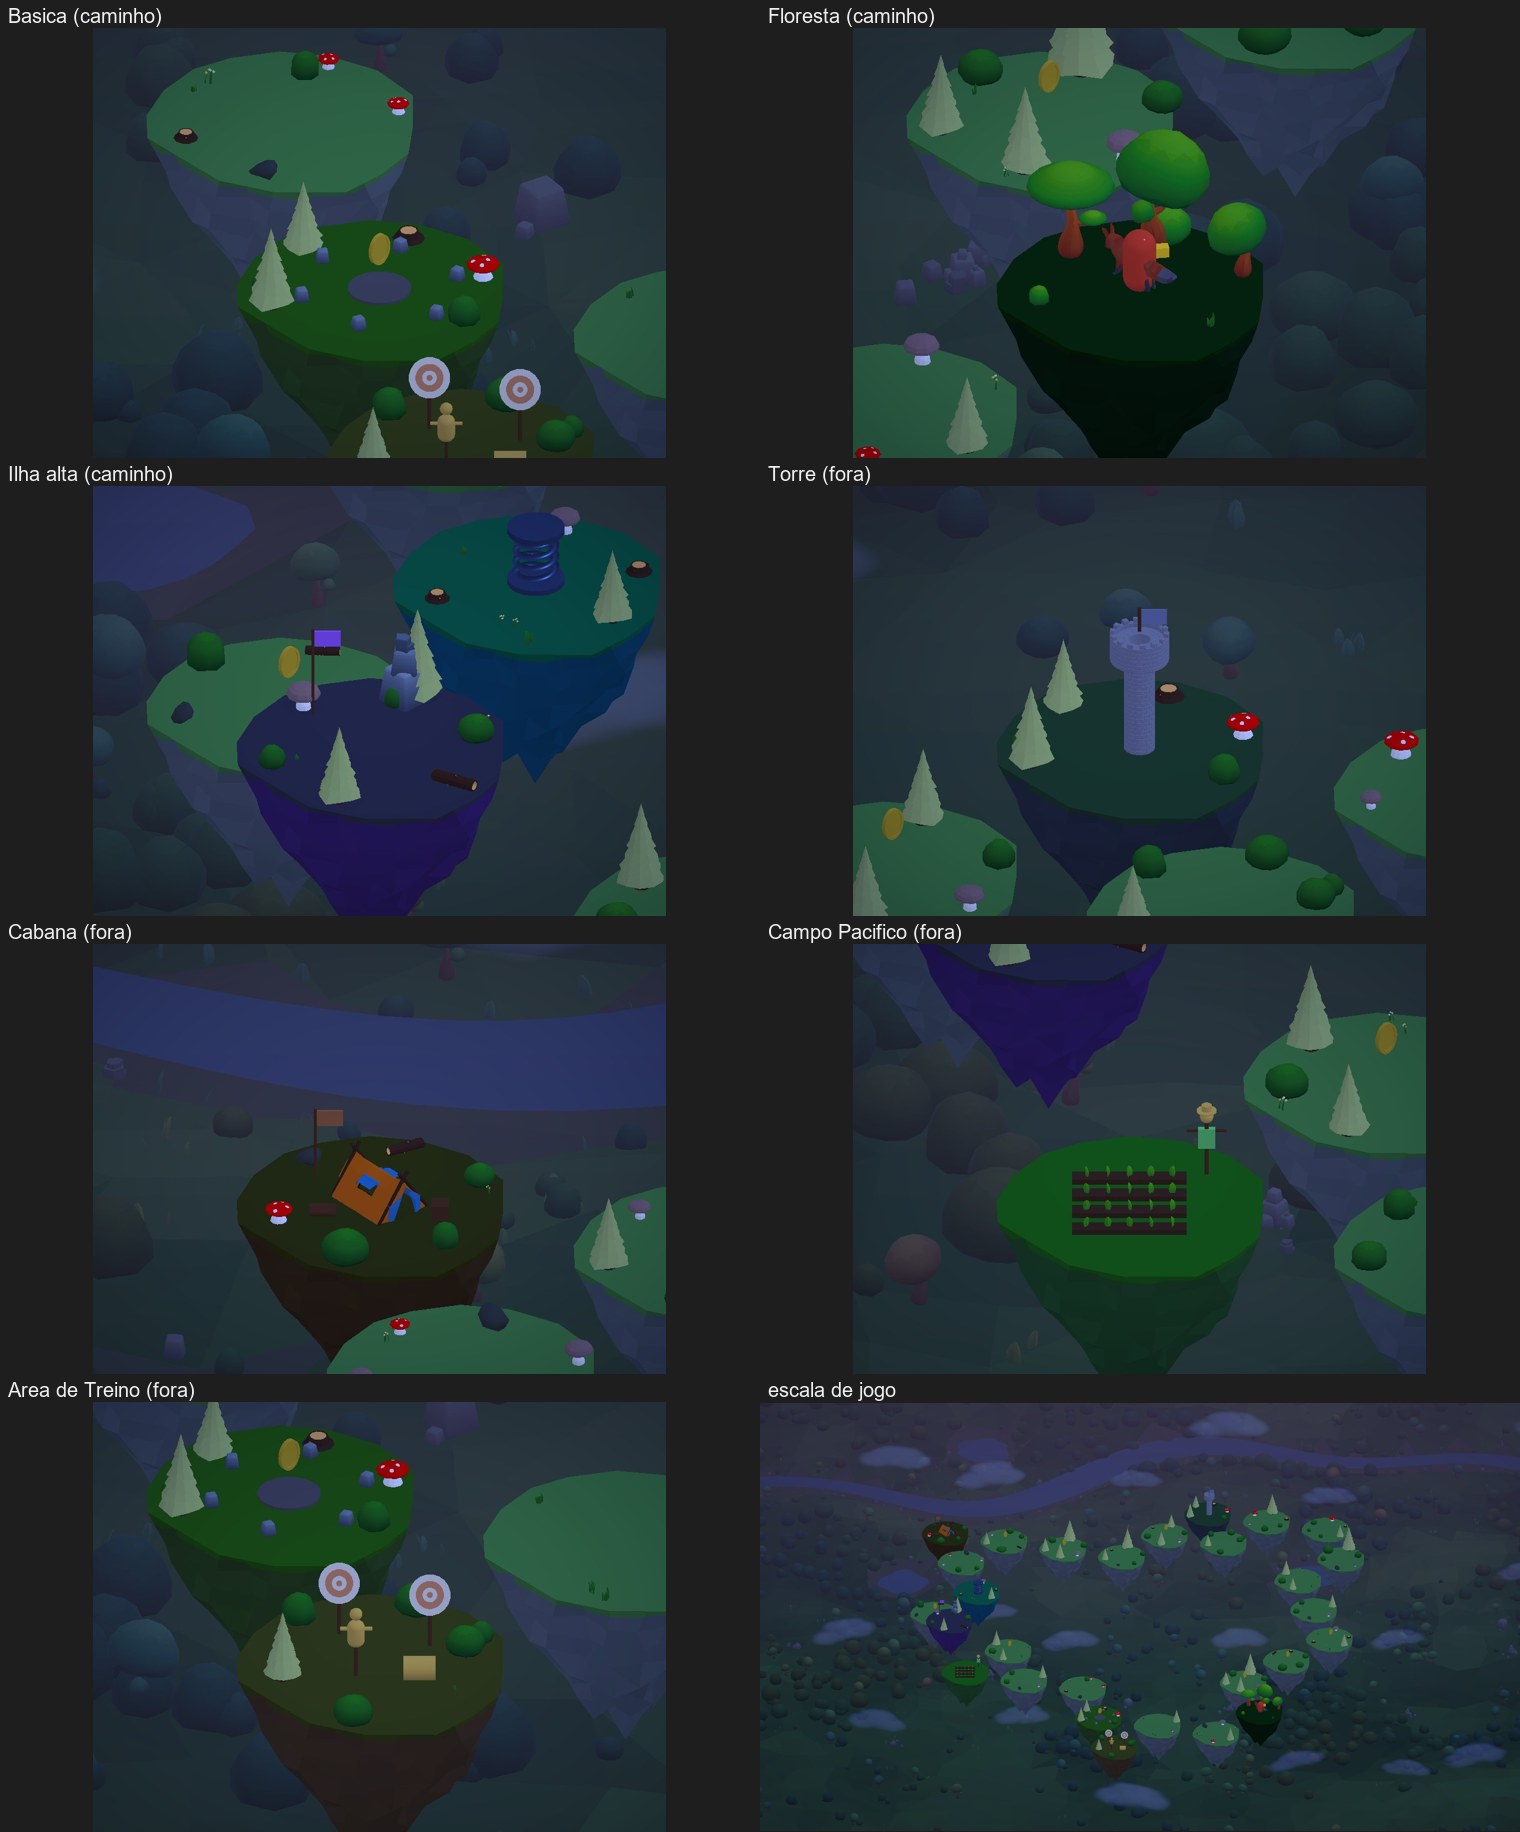 Basica (caminho)
Floresta (caminho)
Ilha alta (caminho)
Torre (fora)
Cabana (fora)
Campo Pacifico (fora)
Area de Treino (fora)
escala de jogo